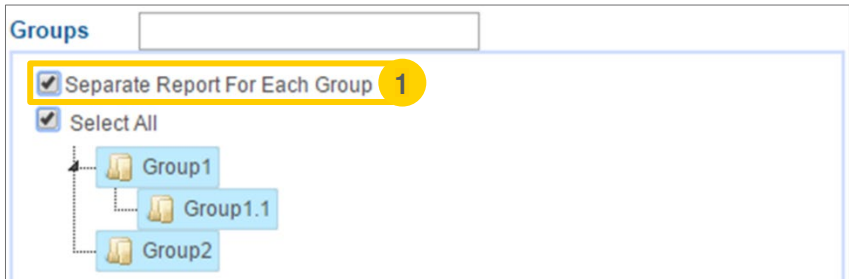 Groups
Separate Report For Each Group 1
Select All
Group1
Group1.1
Group2